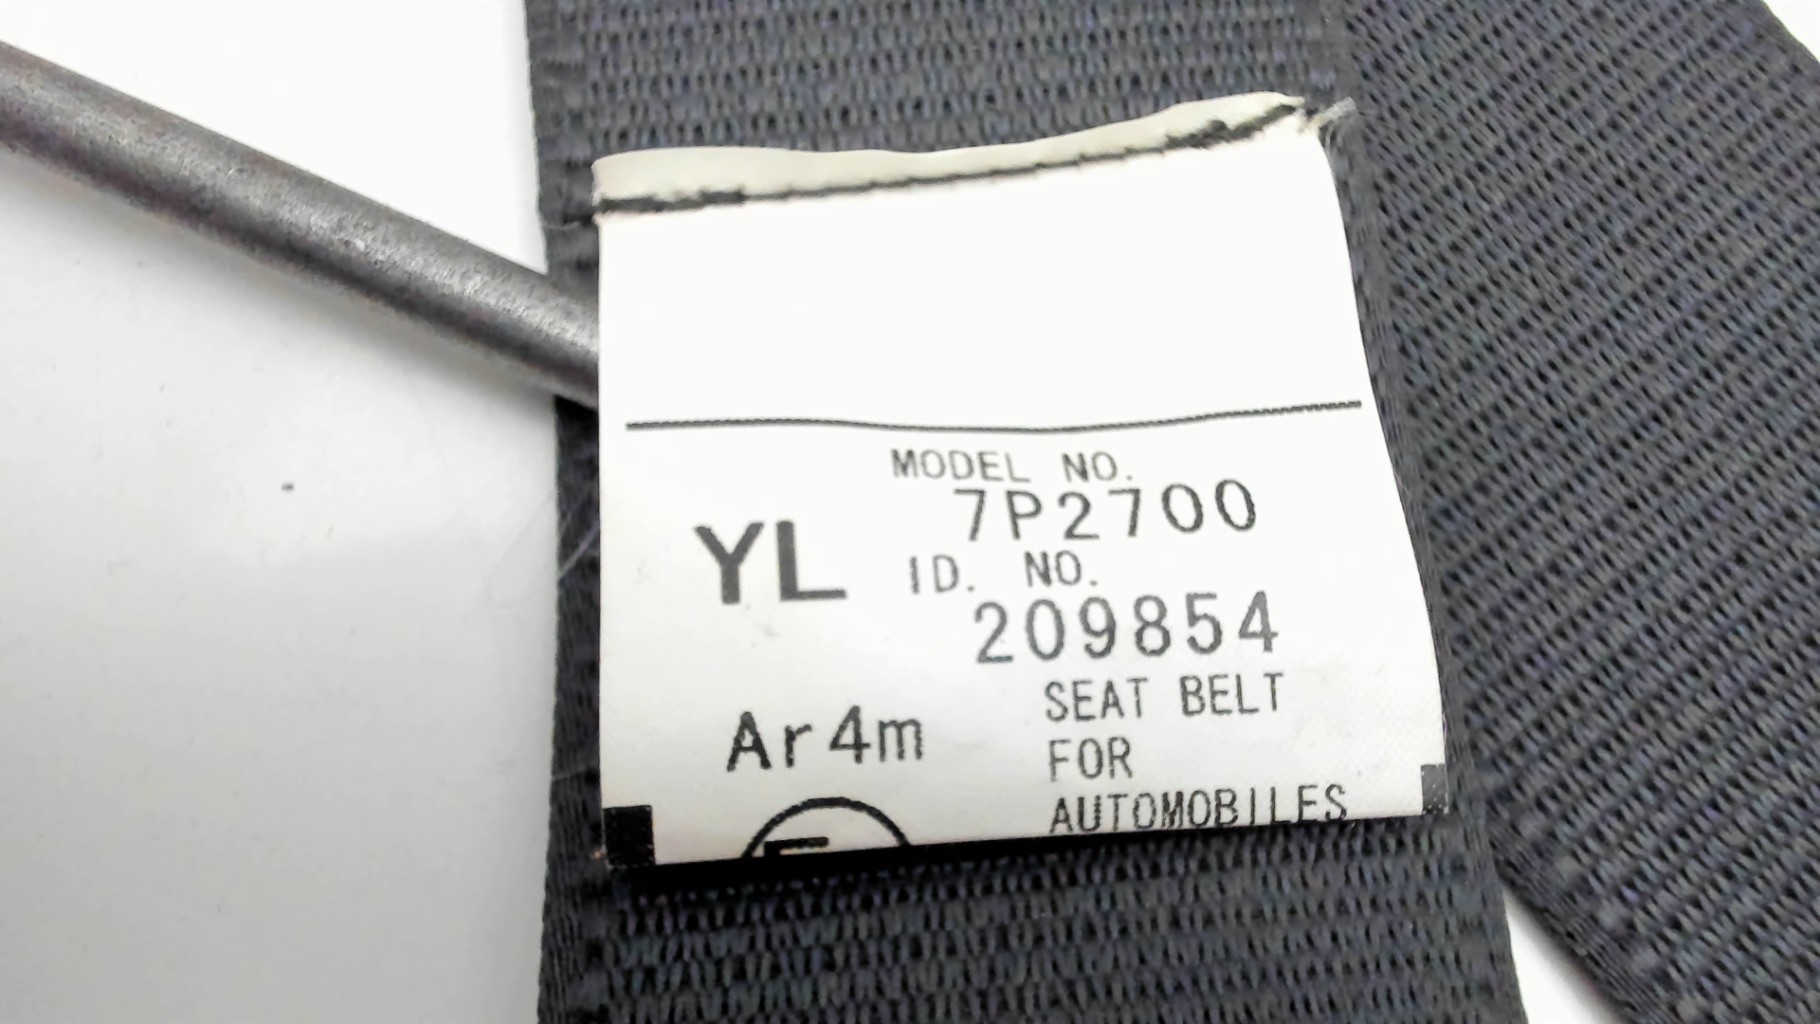 MODEL NO.
7P2700
YL
ID. NO.
209854
Ar4m
SEAT BELT
FOR
AUTOMOBILES